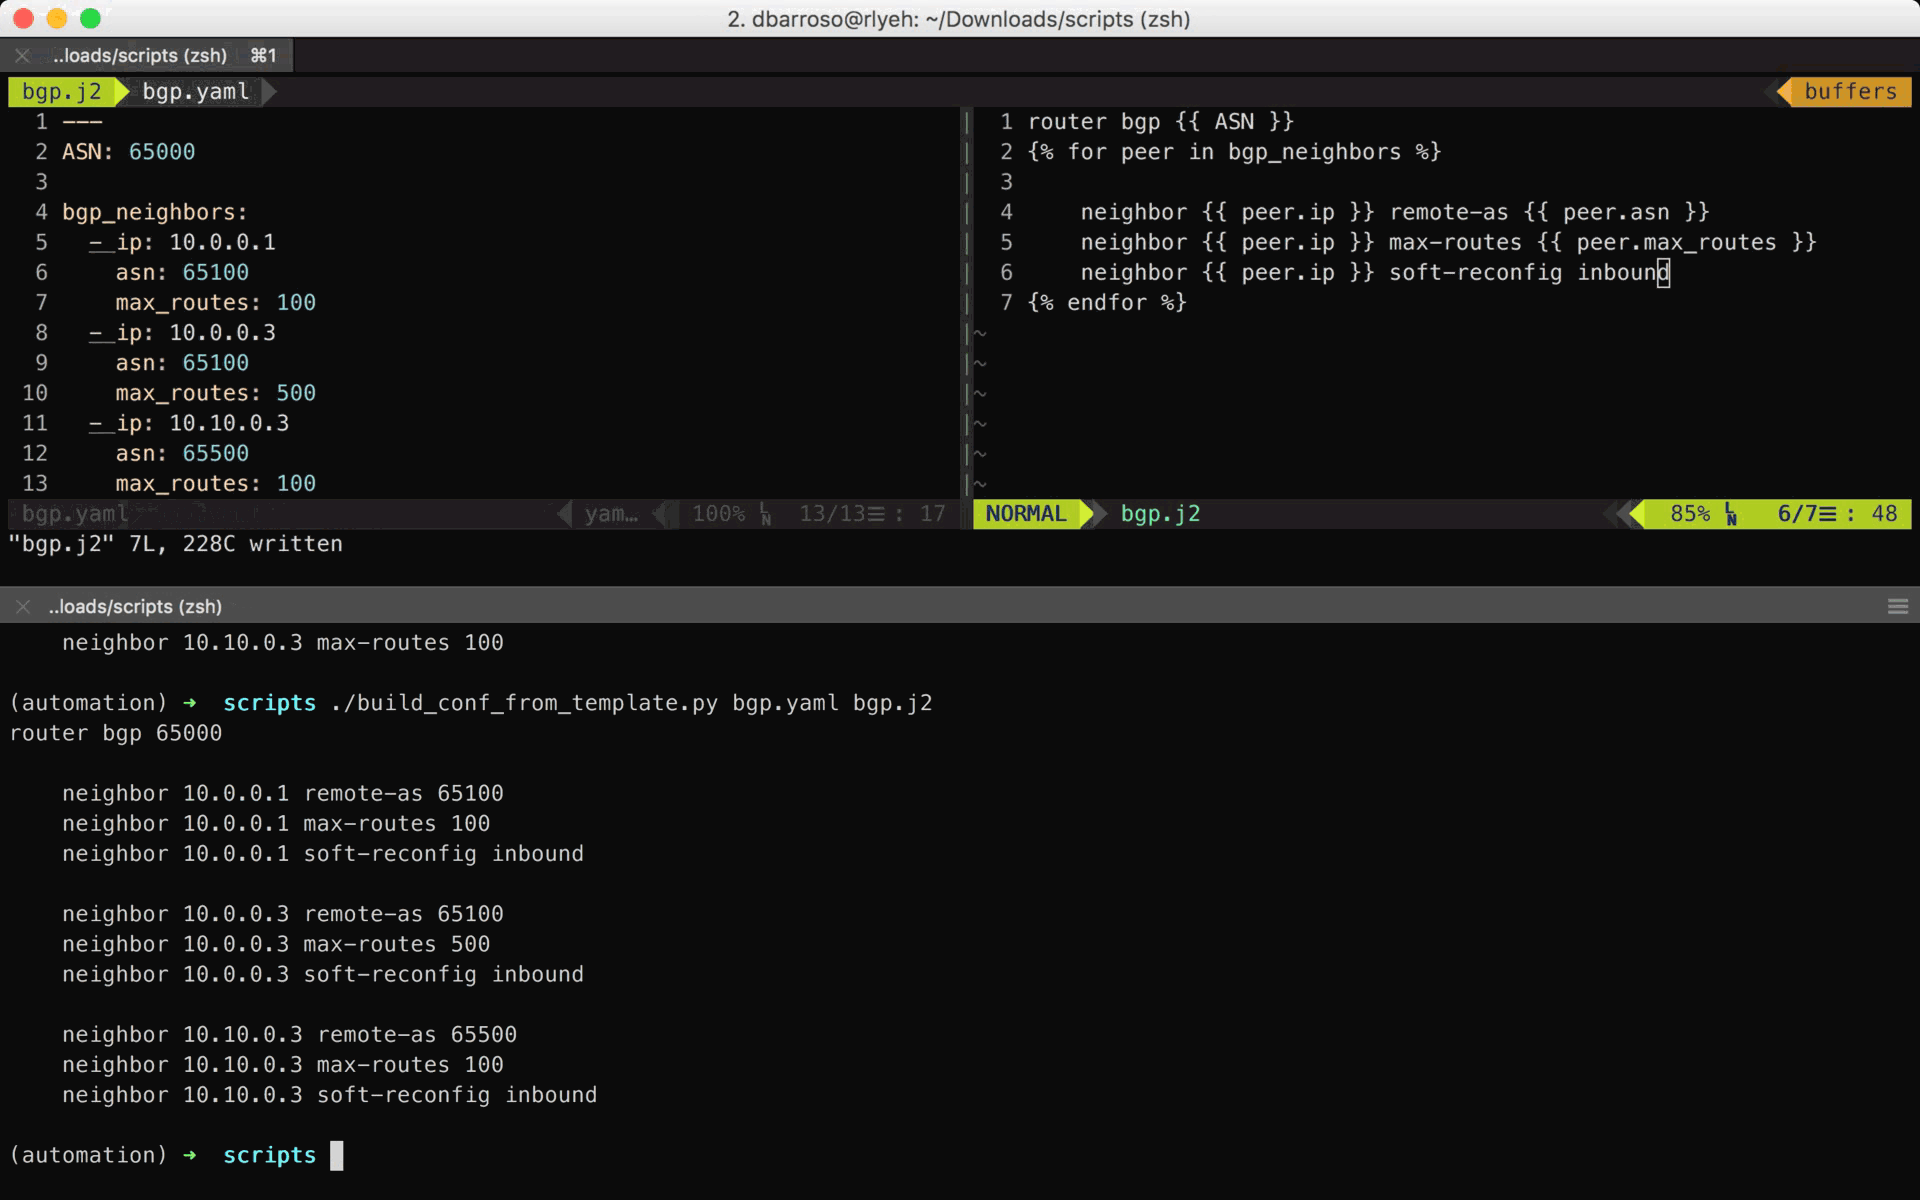 2. dbarroso@rlyeh: ~/Downloads/scripts (zsh)
..loads/scripts (zsh) ⌘1
bgp.j2 bgp.yaml buffers
1 ---
2 ASN: 65000
3
4 bgp_neighbors:
5   - ip: 10.0.0.1
6     asn: 65100
7     max_routes: 100
8   - ip: 10.0.0.3
9     asn: 65100
10     max_routes: 500
11   - ip: 10.10.0.3
12     asn: 65500
13     max_routes: 100
bgp.yaml yam… 100% LN 13/13☰ : 17
1 router bgp {{ ASN }}
2 {% for peer in bgp_neighbors %}
3
4     neighbor {{ peer.ip }} remote-as {{ peer.asn }}
5     neighbor {{ peer.ip }} max-routes {{ peer.max_routes }}
6     neighbor {{ peer.ip }} soft-reconfig inbound
7 {% endfor %}
~
~
~
~
~
~
NORMAL bgp.j2 85% LN 6/7☰ : 48
"bgp.j2" 7L, 228C written
..loads/scripts (zsh)
    neighbor 10.10.0.3 max-routes 100
(automation) ➜  scripts ./build_conf_from_template.py bgp.yaml bgp.j2
router bgp 65000
    neighbor 10.0.0.1 remote-as 65100
    neighbor 10.0.0.1 max-routes 100
    neighbor 10.0.0.1 soft-reconfig inbound
    neighbor 10.0.0.3 remote-as 65100
    neighbor 10.0.0.3 max-routes 500
    neighbor 10.0.0.3 soft-reconfig inbound
    neighbor 10.10.0.3 remote-as 65500
    neighbor 10.10.0.3 max-routes 100
    neighbor 10.10.0.3 soft-reconfig inbound
(automation) ➜  scripts